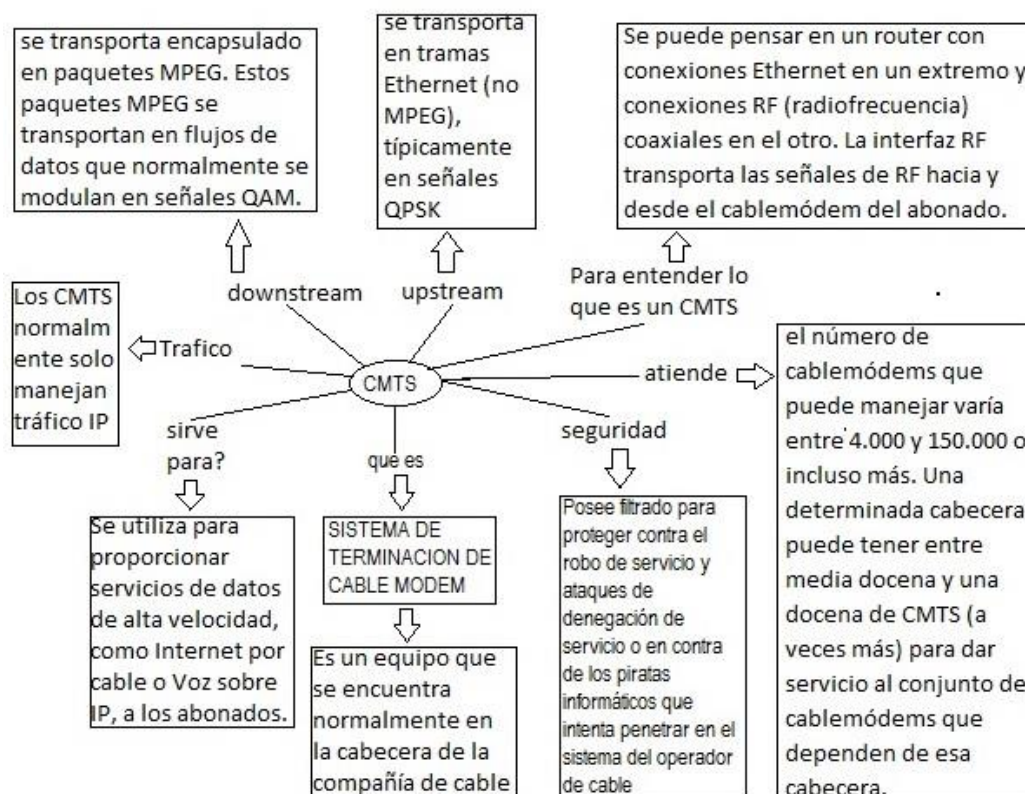 se transporta encapsulado
en paquetes MPEG. Estos
paquetes MPEG se
transportan en flujos de
datos que normalmente se
modulan en señales QAM.
se transporta
en tramas
Ethernet (no
MPEG),
típicamente
en señales
QPSK
Se puede pensar en un router con
conexiones Ethernet en un extremo y
conexiones RF (radiofrecuencia)
coaxiales en el otro. La interfaz RF
transporta las señales de RF hacia y
desde el cablemódem del abonado.
downstream
upstream
Para entender lo
que es un CMTS
Los CMTS
normalm
ente solo
manejan
tráfico IP
Trafico
CMTS
atiende
el número de
cablemódems que
puede manejar varía
entre 4.000 y 150.000 o
incluso más. Una
determinada cabecera
puede tener entre
media docena y una
docena de CMTS (a
veces más) para dar
servicio al conjunto de
cablemódems que
dependen de esa
cabecera.
sirve
para?
que es
seguridad
Se utiliza para
proporcionar
servicios de datos
de alta velocidad,
como Internet por
cable o Voz sobre
IP, a los abonados.
SISTEMA DE
TERMINACION DE
CABLE MODEM
Es un equipo que
se encuentra
normalmente en
la cabecera de la
compañía de cable
Posee filtrado para
proteger contra el
robo de servicio y
ataques de
denegación de
servicio o en contra
de los piratas
informáticos que
intenta penetrar en el
sistema del operador
de cable